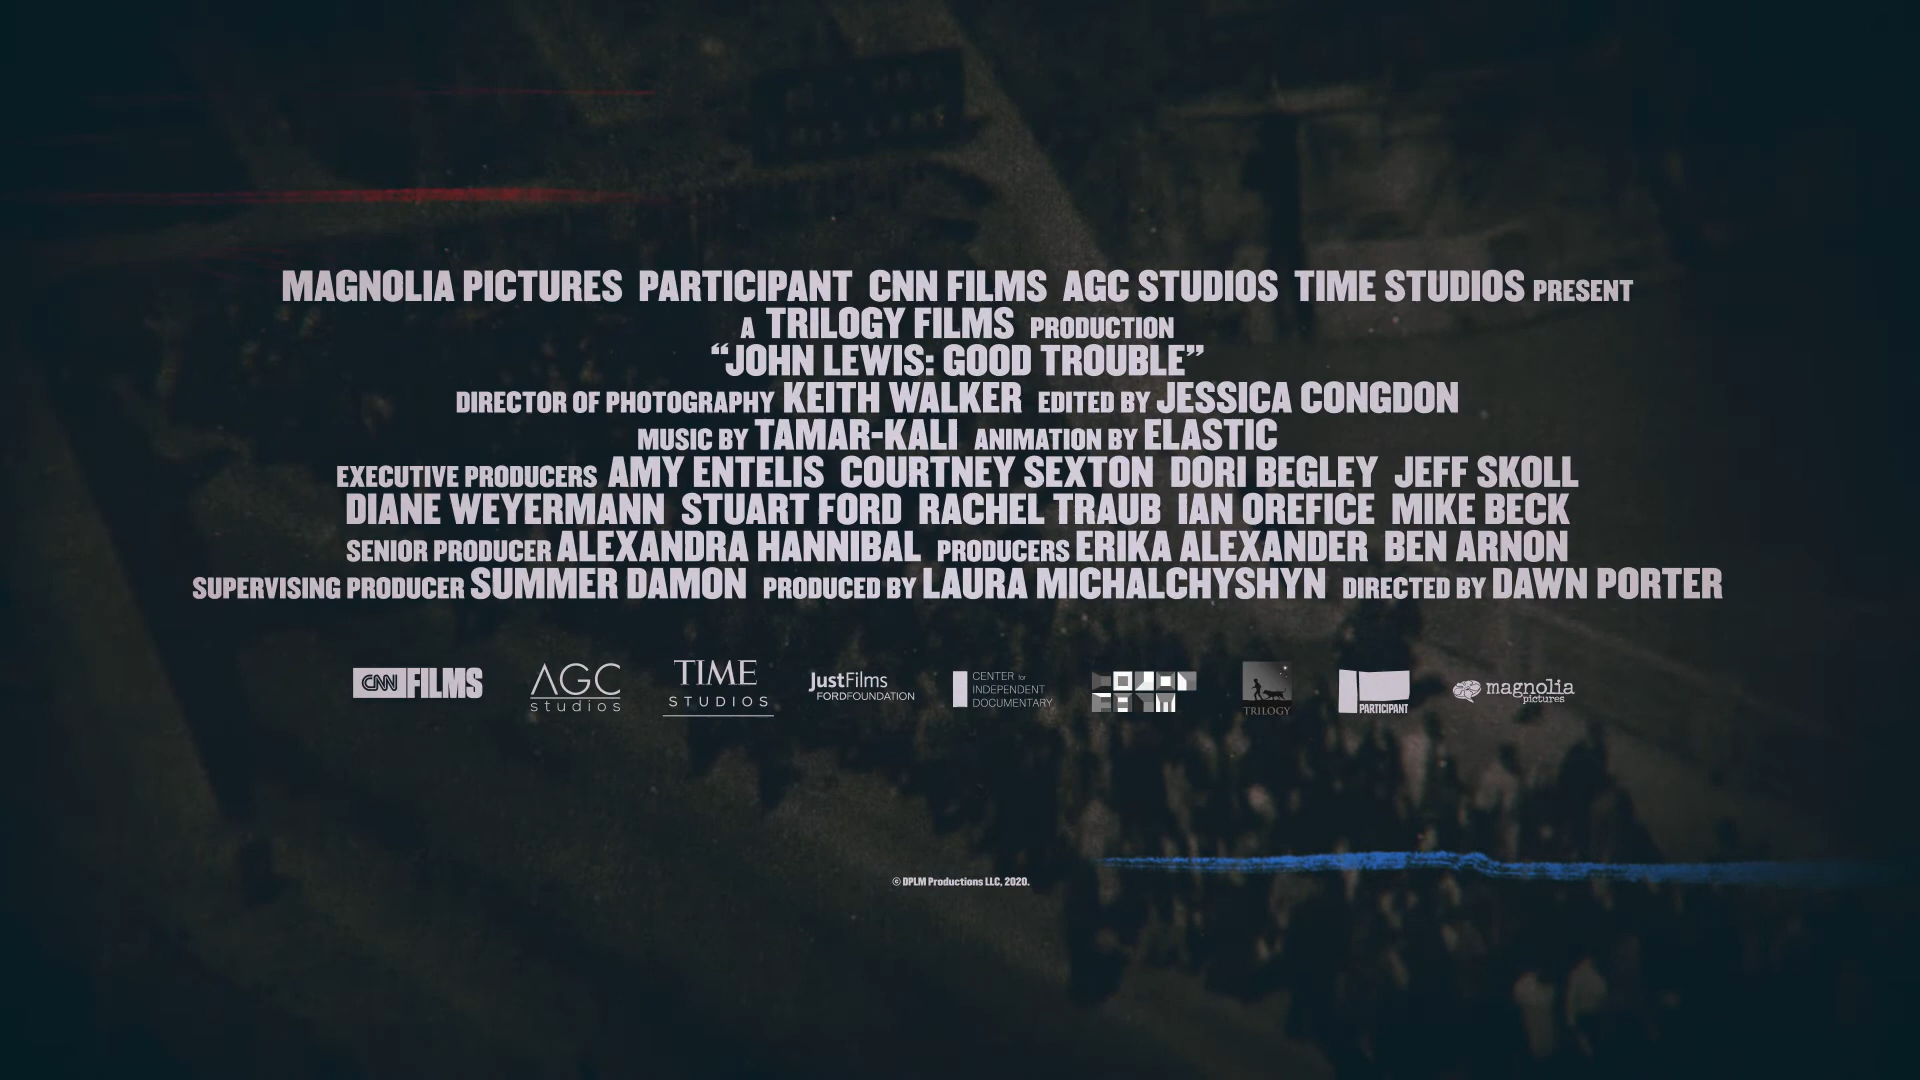 MAGNOLIA PICTURES PARTICIPANT CNN FILMS AGC STUDIOS TIME STUDIOS PRESENT
A TRILOGY FILMS PRODUCTION
“JOHN LEWIS: GOOD TROUBLE”
DIRECTOR OF PHOTOGRAPHY KEITH WALKER EDITED BY JESSICA CONGDON
MUSIC BY TAMAR-KALI ANIMATION BY ELASTIC
EXECUTIVE PRODUCERS AMY ENTELIS COURTNEY SEXTON DORI BEGLEY JEFF SKOLL
DIANE WEYERMANN STUART FORD RACHEL TRAUB IAN OREFICE MIKE BECK
SENIOR PRODUCER ALEXANDRA HANNIBAL PRODUCERS ERIKA ALEXANDER BEN ARNON
SUPERVISING PRODUCER SUMMER DAMON PRODUCED BY LAURA MICHALCHYSHYN DIRECTED BY DAWN PORTER
CNN FILMS
AGC
studios
TIME
STUDIOS
JustFilms
FORDFOUNDATION
CENTER for
INDEPENDENT
DOCUMENTARY
TRILOGY
PARTICIPANT
magnolia
pictures
© DPLM Productions LLC, 2020.